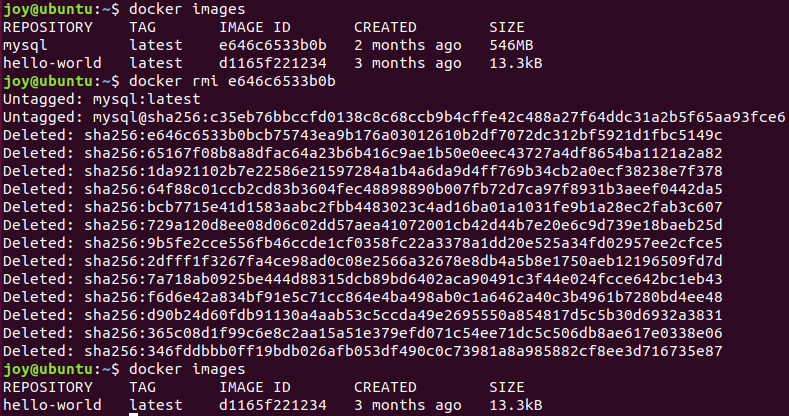 joy@ubuntu:~$ docker images
REPOSITORY TAG IMAGE ID CREATED SIZE
mysql latest e646c6533b0b 2 months ago 546MB
hello-world latest d1165f221234 3 months ago 13.3kB
joy@ubuntu:~$ docker rmi e646c6533b0b
Untagged: mysql:latest
Untagged: mysql@sha256:c35eb76bbccfd0138c8c68ccb9b4cffe42c488a27f64ddc31a2b5f65aa93fce6
Deleted: sha256:e646c6533b0bcb75743ea9b176a03012610b2df7072dc312bf5921d1fbc5149c
Deleted: sha256:65167f08b8a8dfac64a23b6b416c9ae1b50e0eec43727a4df8654ba1121a2a82
Deleted: sha256:1da921102b7e22586e21597284a1b4a6da9d4ff769b34cb2a0ecf38238e7f378
Deleted: sha256:64f88c01ccb2cd83b3604fec48898890b007fb72d7ca97f8931b3aeef0442da5
Deleted: sha256:bcb7715e41d1583aabc2fbb4483023c4ad16ba01a1031fe9b1a28ec2fab3c607
Deleted: sha256:729a120d8ee08d06c02dd57aea41072001cb42d44b7e20e6c9d739e18baeb25d
Deleted: sha256:9b5fe2cce556fb46ccde1cf0358fc22a3378a1dd20e525a34fd02957ee2cfce5
Deleted: sha256:2dfff1f3267fa4ce98ad0c08e2566a32678e8db4a5b8e1750aeb12196509fd7d
Deleted: sha256:7a718ab0925be444d88315dcb89bd6402aca90491c3f44e024fcce642bc1eb43
Deleted: sha256:f6d6e42a834bf91e5c71cc864e4ba498ab0c1a6462a40c3b4961b7280bd4ee48
Deleted: sha256:d90b24d60fdb91130a4aab53c5ccda49e2695550a854817d5c5b30d6932a3831
Deleted: sha256:365c08d1f99c6e8c2aa15a51e379efd071c54ee71dc5c506db8ae617e0338e06
Deleted: sha256:346fddbbb0ff19bdb026afb053df490c0c73981a8a985882cf8ee3d716735e87
joy@ubuntu:~$ docker images
REPOSITORY TAG IMAGE ID CREATED SIZE
hello-world latest d1165f221234 3 months ago 13.3kB